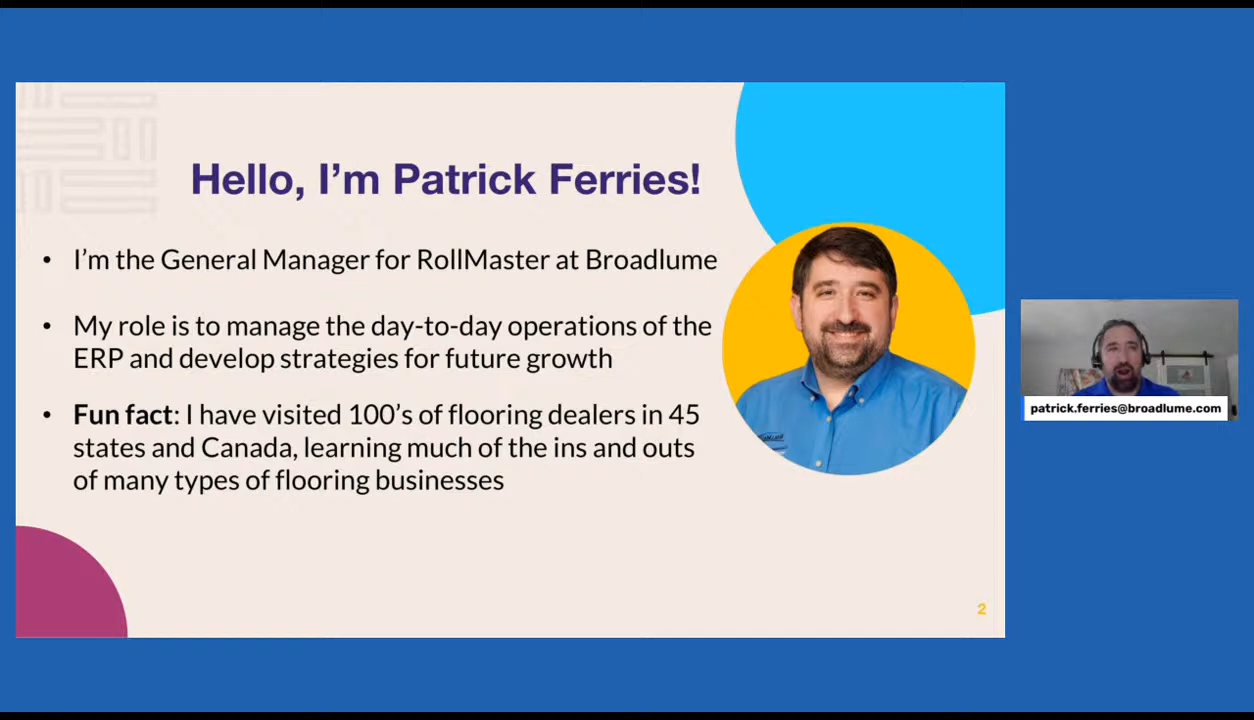 Hello, I’m Patrick Ferries!
• I’m the General Manager for RollMaster at Broadlume
• My role is to manage the day-to-day operations of the
ERP and develop strategies for future growth
• Fun fact: I have visited 100’s of flooring dealers in 45
states and Canada, learning much of the ins and outs
of many types of flooring businesses
patrick.ferries@broadlume.com
2